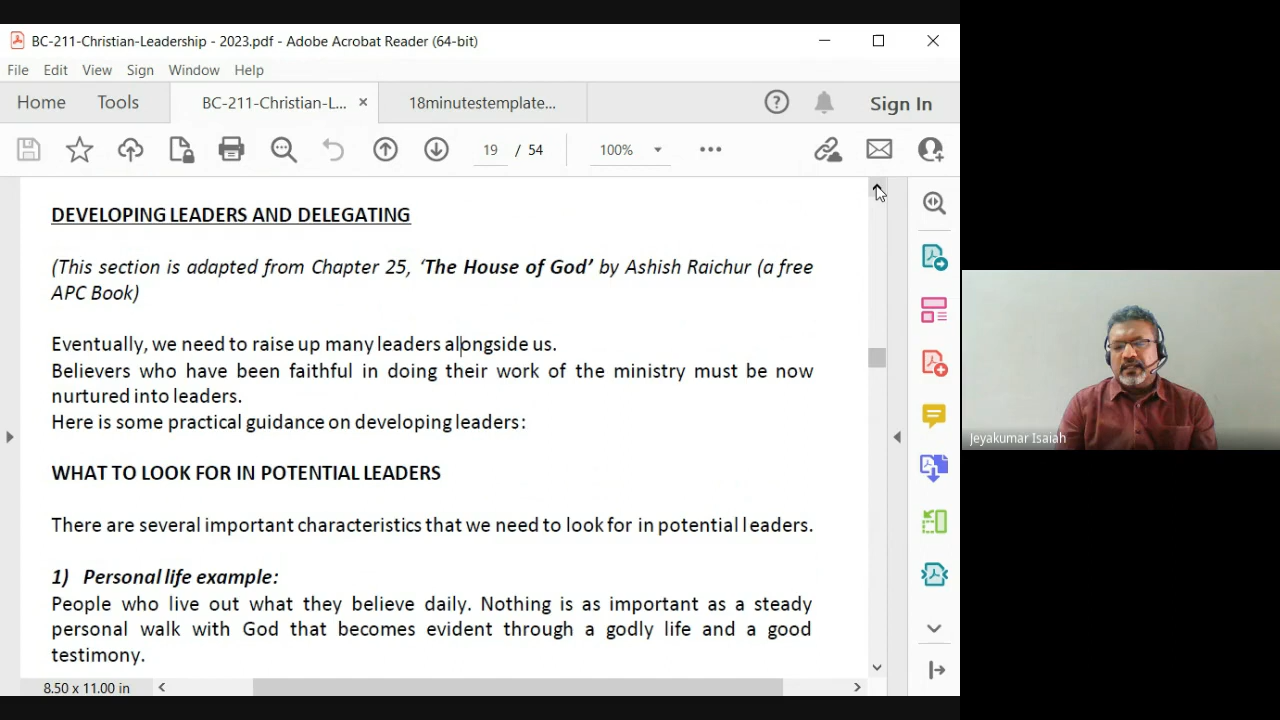 BC-211-Christian-Leadership - 2023.pdf - Adobe Acrobat Reader (64-bit)
File Edit View Sign Window Help
Home Tools BC-211-Christian-L... × 18minutestemplate... Sign In
19 / 54 100%
DEVELOPING LEADERS AND DELEGATING
(This section is adapted from Chapter 25, ‘The House of God’ by Ashish Raichur (a free
APC Book)
Eventually, we need to raise up many leaders alongside us.
Believers who have been faithful in doing their work of the ministry must be now
nurtured into leaders.
Here is some practical guidance on developing leaders:
WHAT TO LOOK FOR IN POTENTIAL LEADERS
There are several important characteristics that we need to look for in potential leaders.
1) Personal life example:
People who live out what they believe daily. Nothing is as important as a steady
personal walk with God that becomes evident through a godly life and a good
testimony.
8.50 x 11.00 in
Jeyakumar Isaiah